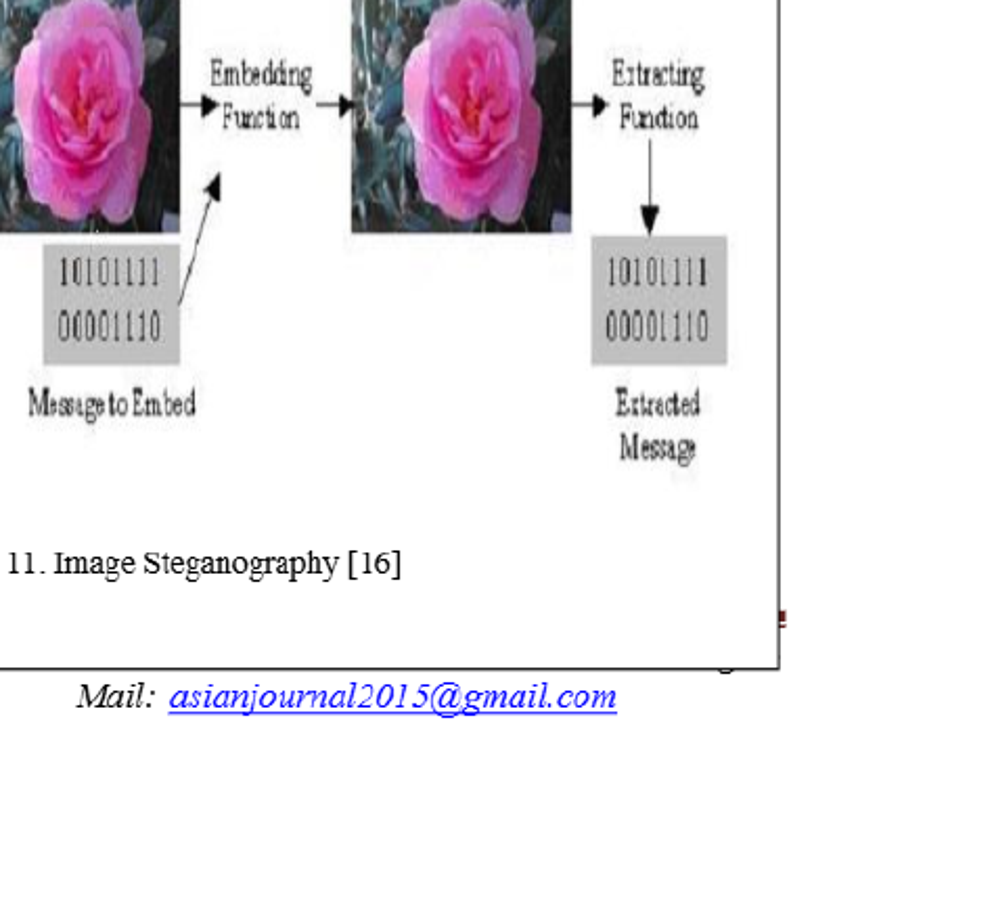 Embedding
Function
Extracting
Function
10101111
00001110
Message to Embed
10101111
00001110
Extracted
Message
11. Image Steganography [16]
Mail: asianjournal2015@gmail.com